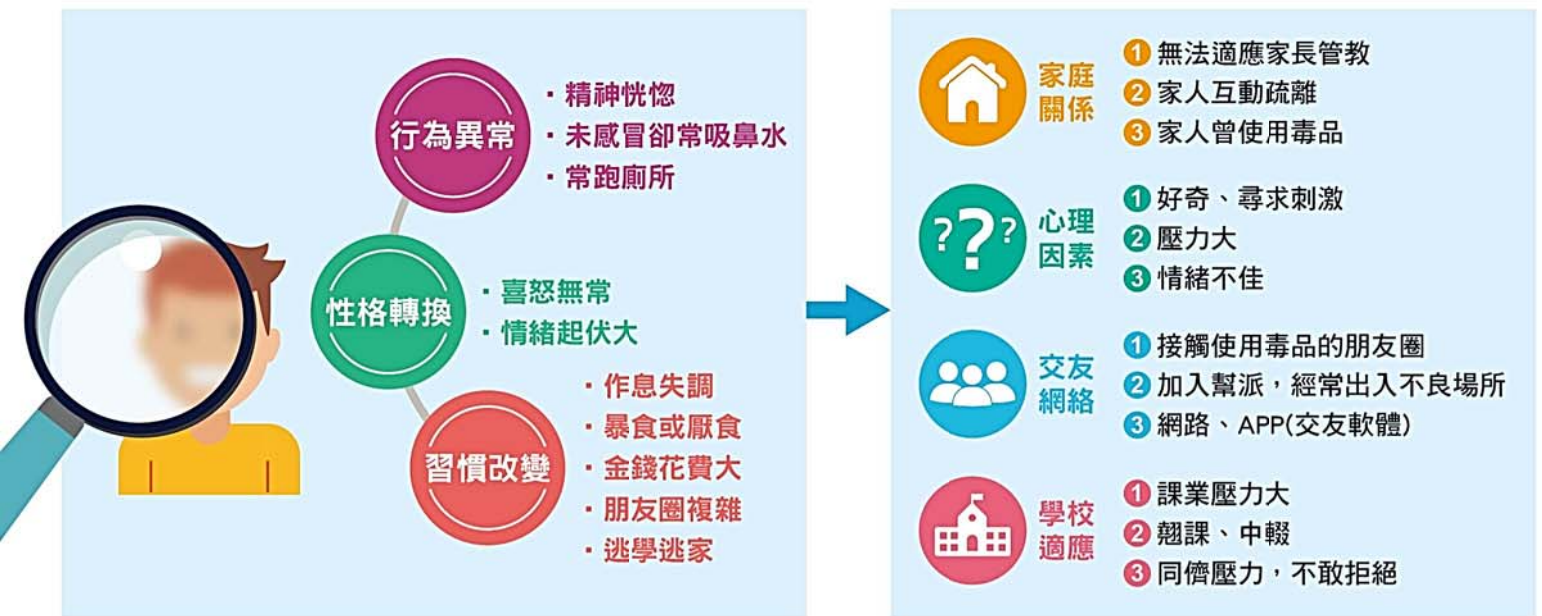 行為異常
・精神恍惚
・未感冒卻常吸鼻水
・常跑廁所
性格轉換
・喜怒無常
・情緒起伏大
習慣改變
・作息失調
・暴食或厭食
・金錢花費大
・朋友圈複雜
・逃學逃家
家庭
關係
1 無法適應家長管教
2 家人互動疏離
3 家人曾使用毒品
???
心理
因素
1 好奇、尋求刺激
2 壓力大
3 情緒不佳
交友
網絡
1 接觸使用毒品的朋友圈
2 加入幫派，經常出入不良場所
3 網路、APP(交友軟體)
學校
適應
1 課業壓力大
2 翹課、中輟
3 同儕壓力，不敢拒絕